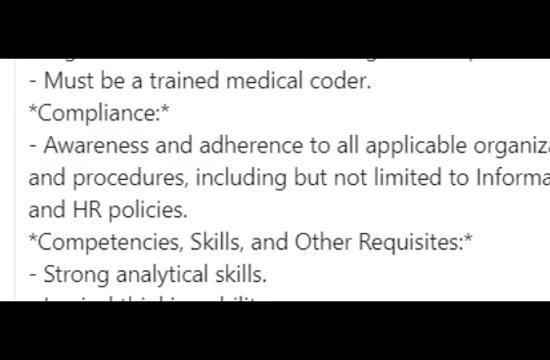 - Must be a trained medical coder.
*Compliance:*
- Awareness and adherence to all applicable
and procedures, including but not limited to
and HR policies.
*Competencies, Skills, and Other Requisites:*
- Strong analytical skills.